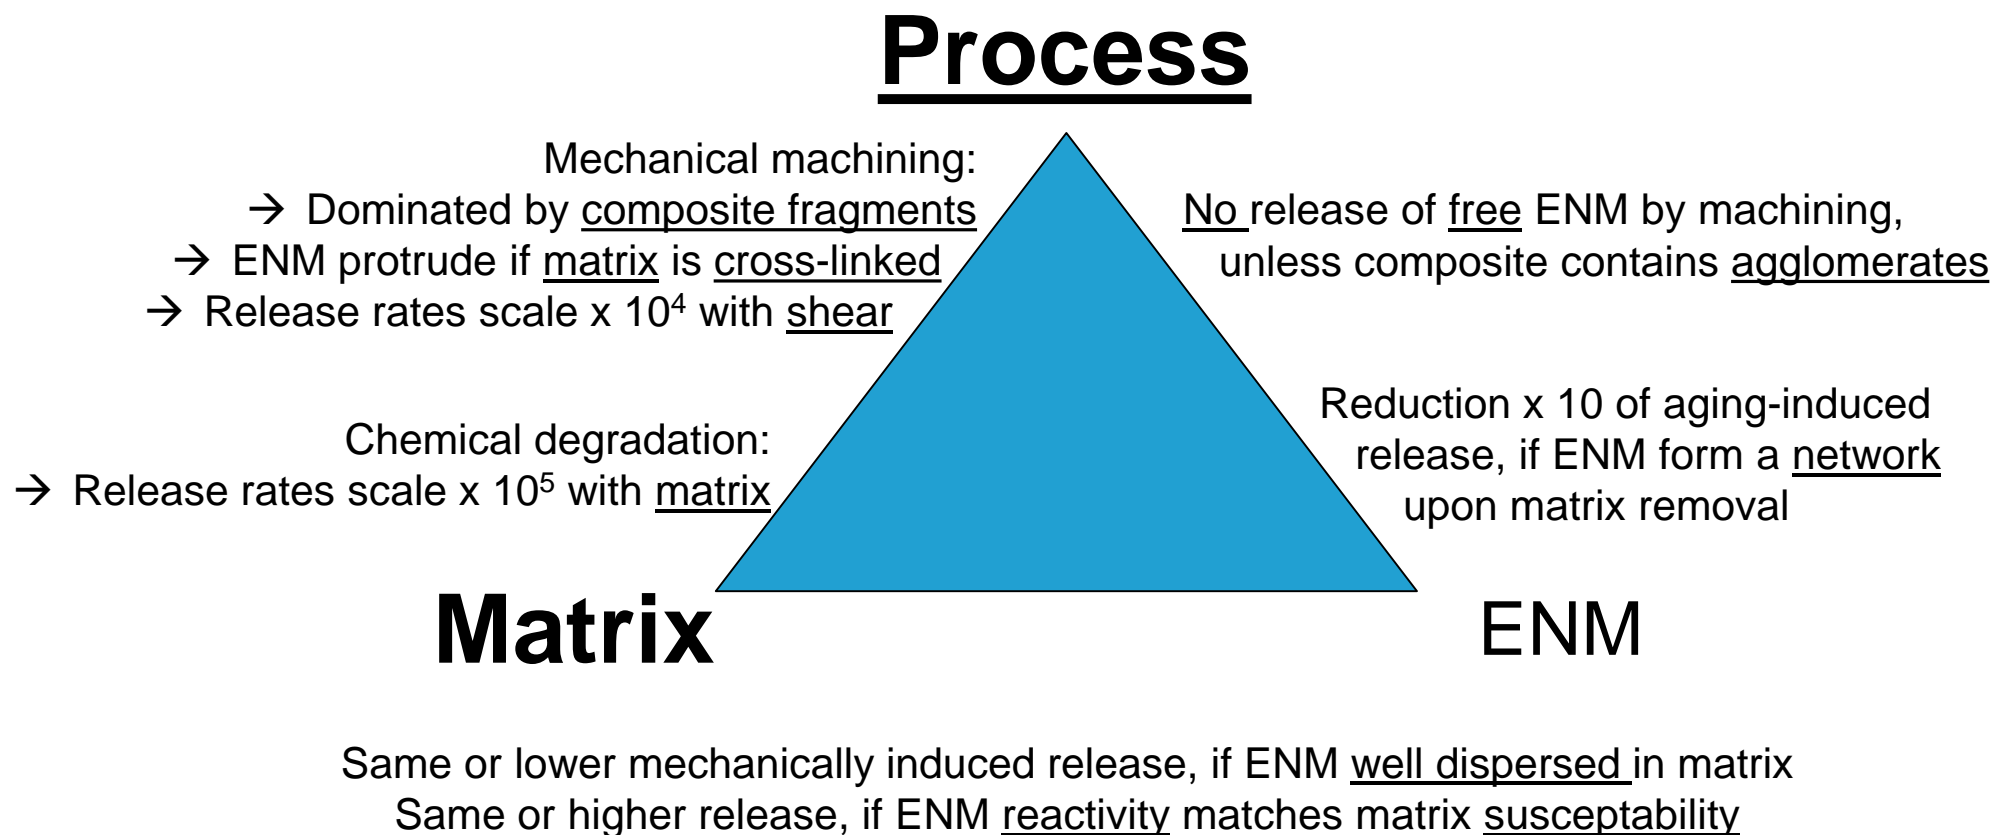 Process
Mechanical machining:
→ Dominated by composite fragments
→ ENM protrude if matrix is cross-linked
→ Release rates scale x 10⁴ with shear
Chemical degradation:
→ Release rates scale x 10⁵ with matrix
No release of free ENM by machining,
unless composite contains agglomerates
Reduction x 10 of aging-induced
release, if ENM form a network
upon matrix removal
Matrix
ENM
Same or lower mechanically induced release, if ENM well dispersed in matrix
Same or higher release, if ENM reactivity matches matrix susceptability